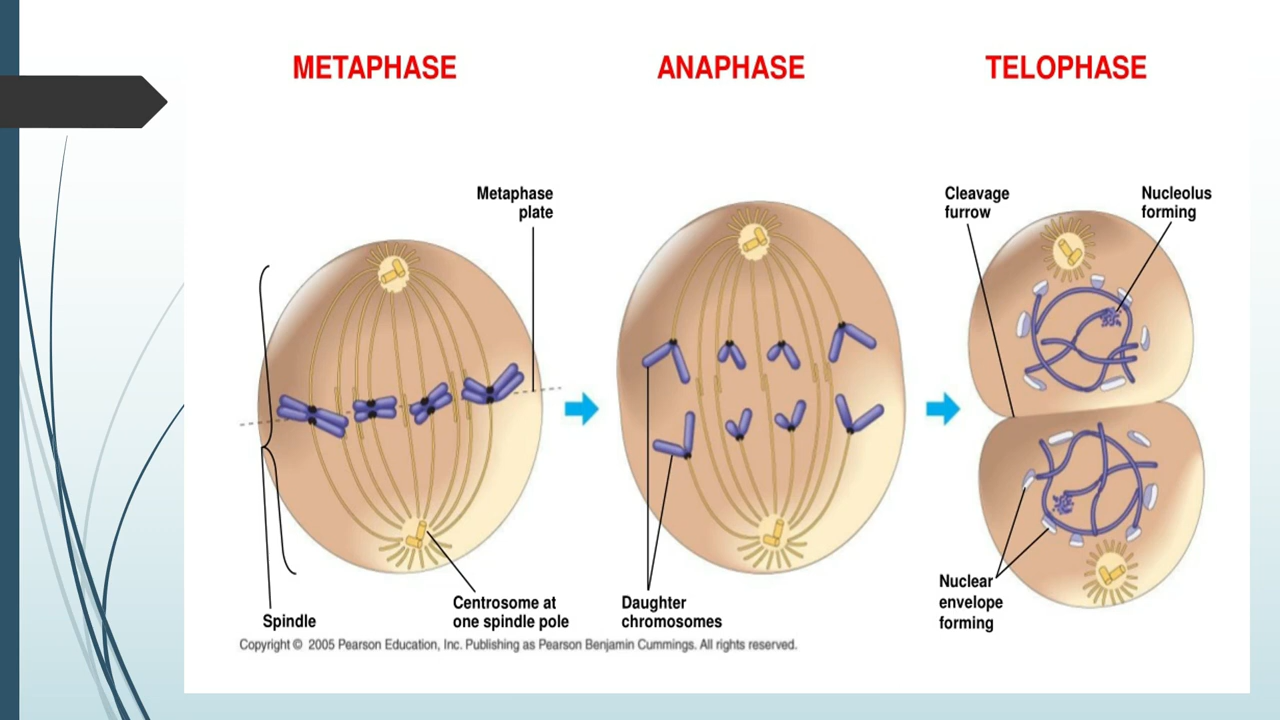 METAPHASE
ANAPHASE
TELOPHASE
Metaphase
plate
Cleavage
furrow
Nucleolus
forming
Spindle
Centrosome at
one spindle pole
Daughter
chromosomes
Nuclear
envelope
forming
Copyright © 2005 Pearson Education, Inc. Publishing as Pearson Benjamin Cummings. All rights reserved.